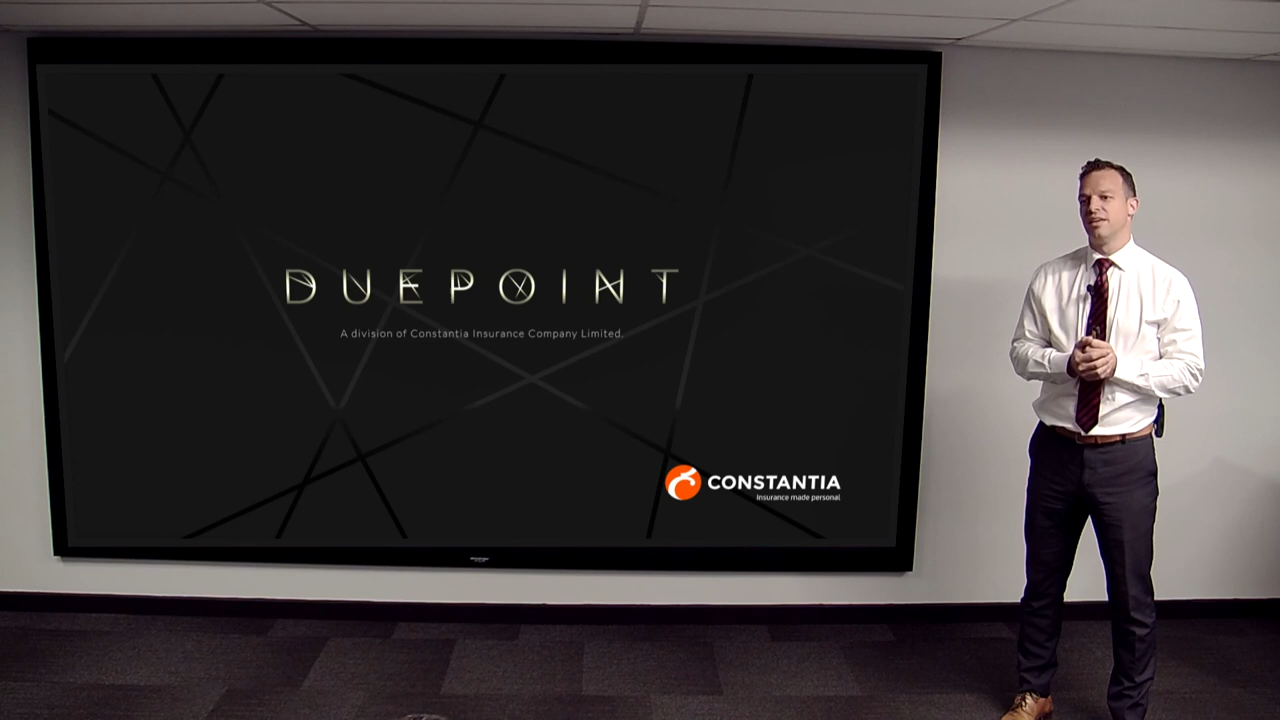 DUEPOINT
A division of Constantia Insurance Company Limited.
CONSTANTIA
Insurance made personal